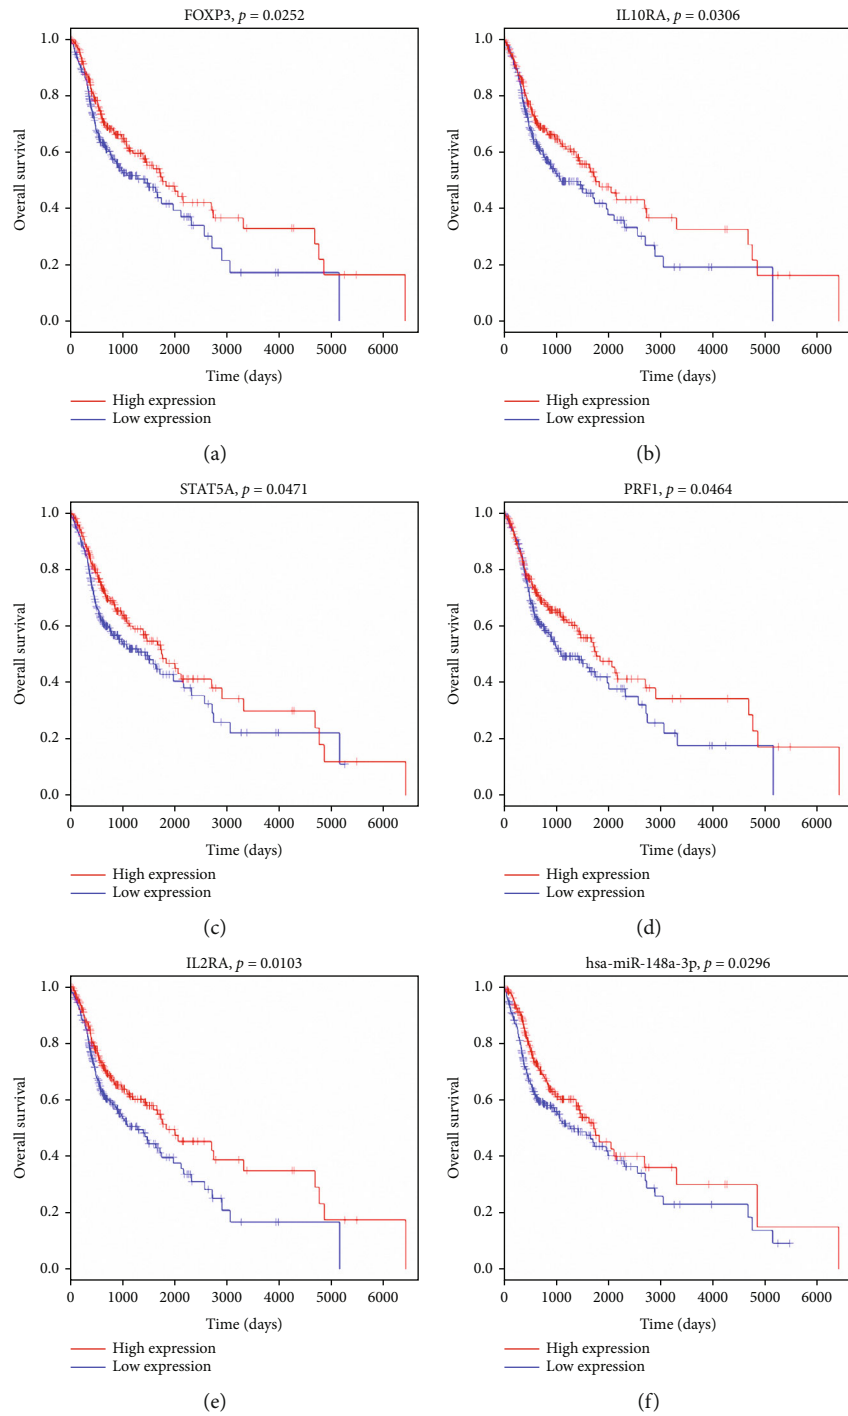 FOXP3, p = 0.0252
1.0
0.8
0.6
0.4
0.2
0.0
Overall survival
0 1000 2000 3000 4000 5000 6000
Time (days)
High expression
Low expression
(a)
IL10RA, p = 0.0306
1.0
0.8
0.6
0.4
0.2
0.0
Overall survival
0 1000 2000 3000 4000 5000 6000
Time (days)
High expression
Low expression
(b)
STAT5A, p = 0.0471
1.0
0.8
0.6
0.4
0.2
0.0
Overall survival
0 1000 2000 3000 4000 5000 6000
Time (days)
High expression
Low expression
(c)
PRF1, p = 0.0464
1.0
0.8
0.6
0.4
0.2
0.0
Overall survival
0 1000 2000 3000 4000 5000 6000
Time (days)
High expression
Low expression
(d)
IL2RA, p = 0.0103
1.0
0.8
0.6
0.4
0.2
0.0
Overall survival
0 1000 2000 3000 4000 5000 6000
Time (days)
High expression
Low expression
(e)
hsa-miR-148a-3p, p = 0.0296
1.0
0.8
0.6
0.4
0.2
0.0
Overall survival
0 1000 2000 3000 4000 5000 6000
Time (days)
High expression
Low expression
(f)